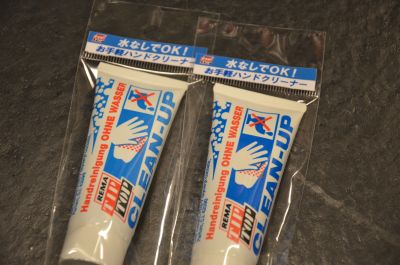 水なしでOK!
お手軽ハンドクリーナー
Handreinigung OHNE WASSER
REMA
TIP
TOP
CLEAN-UP
水なしでOK!
お手軽ハンドクリーナー
Handreinigung OHNE WASSER
REMA
TIP
TOP
CLEAN-UP